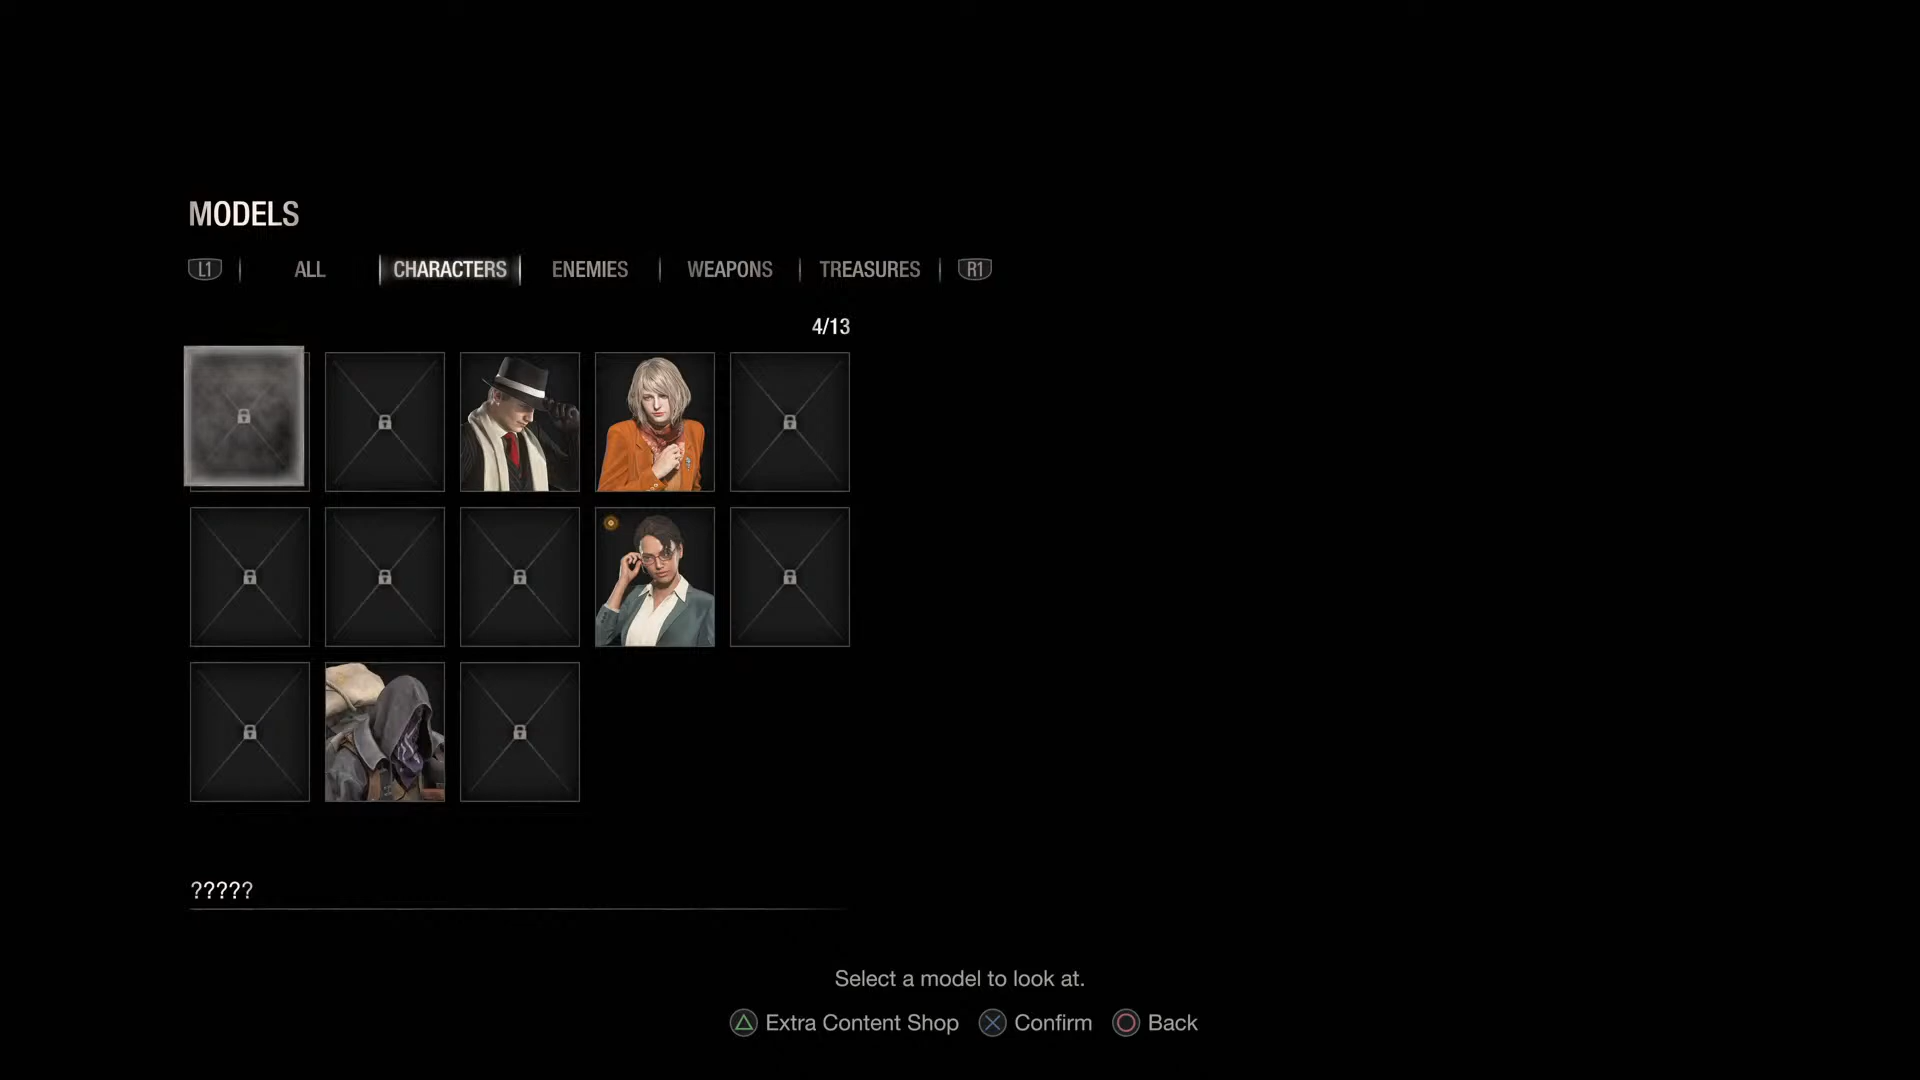 MODELS
L1 ALL CHARACTERS ENEMIES WEAPONS TREASURES R1
4/13
?????
Select a model to look at.
Extra Content Shop Confirm Back